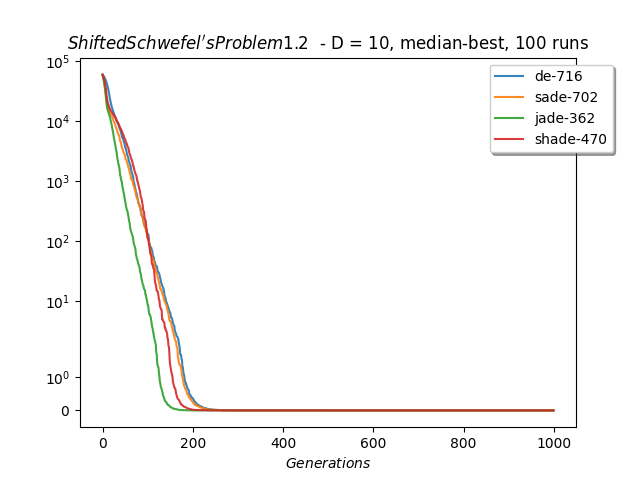 ShiftedSchwefel'sProblem1.2 - D = 10, median-best, 100 runs
10^5
10^4
10^3
10^2
10^1
10^0
0
de-716
sade-702
jade-362
shade-470
0 200 400 600 800 1000
Generations